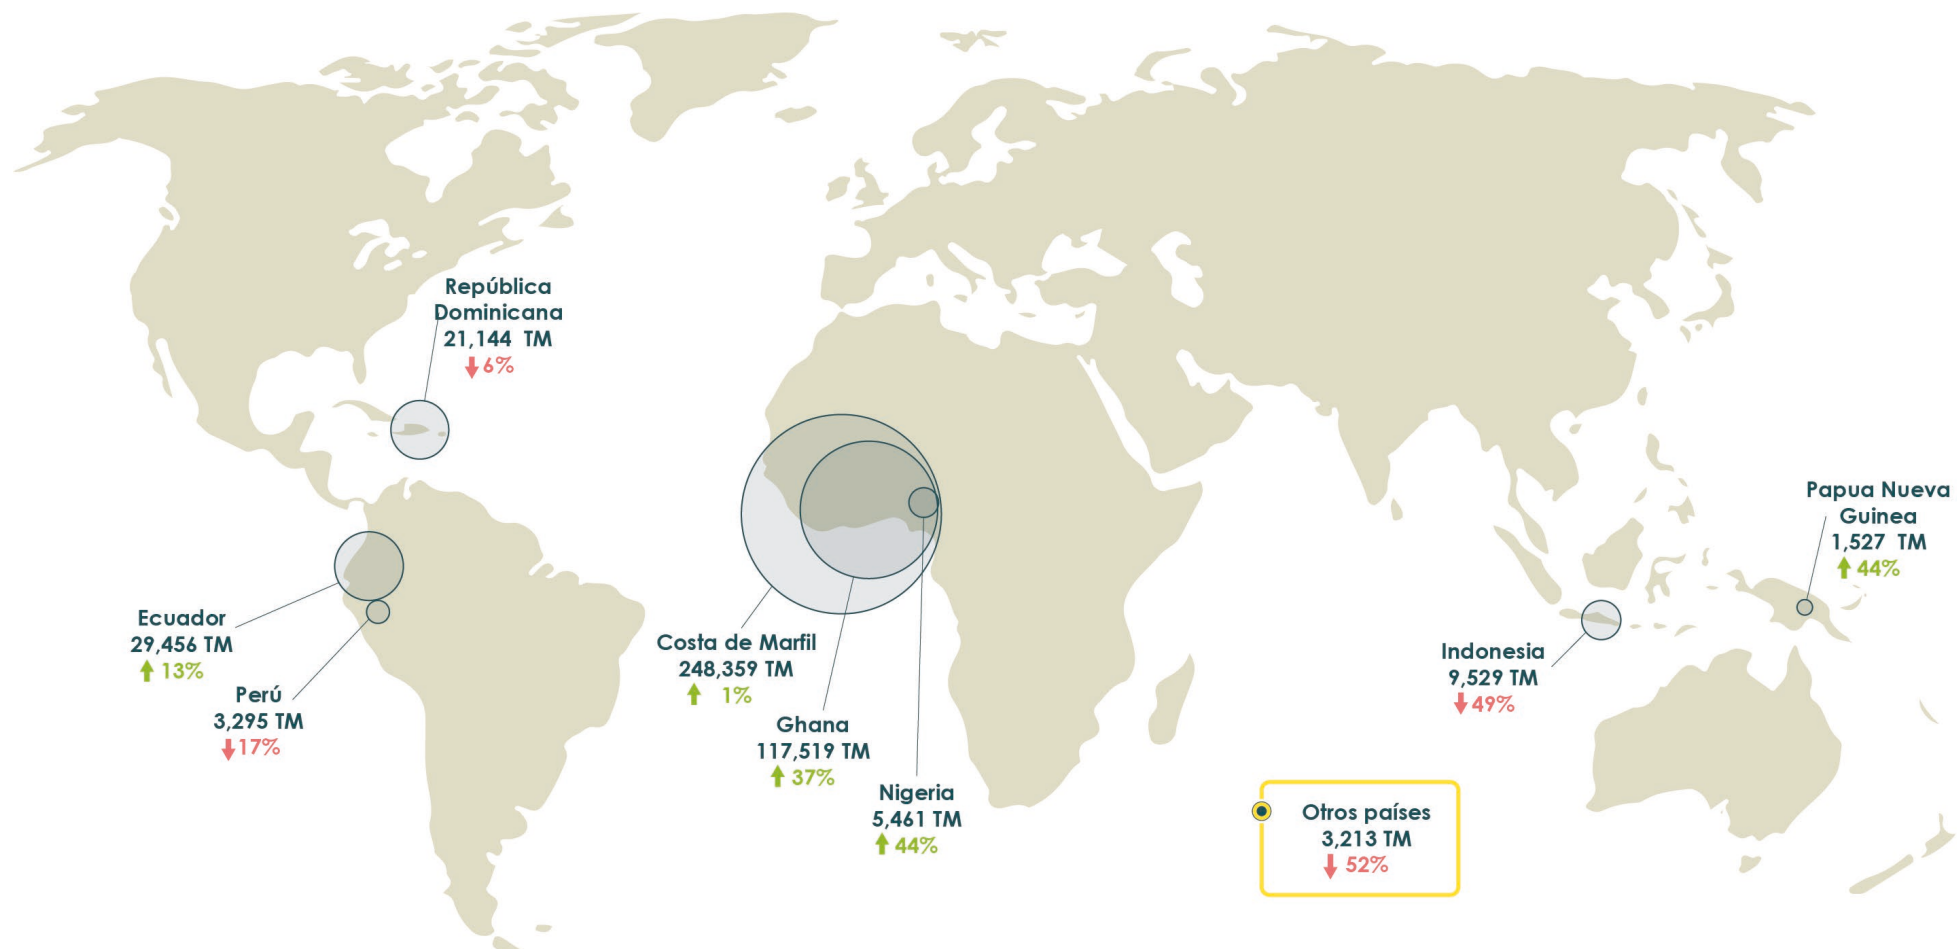 República
Dominicana
21,144 TM
6%
Ecuador
29,456 TM
13%
Perú
3,295 TM
17%
Costa de Marfil
248,359 TM
1%
Ghana
117,519 TM
37%
Nigeria
5,461 TM
44%
Papua Nueva
Guinea
1,527 TM
44%
Indonesia
9,529 TM
49%
Otros países
3,213 TM
52%